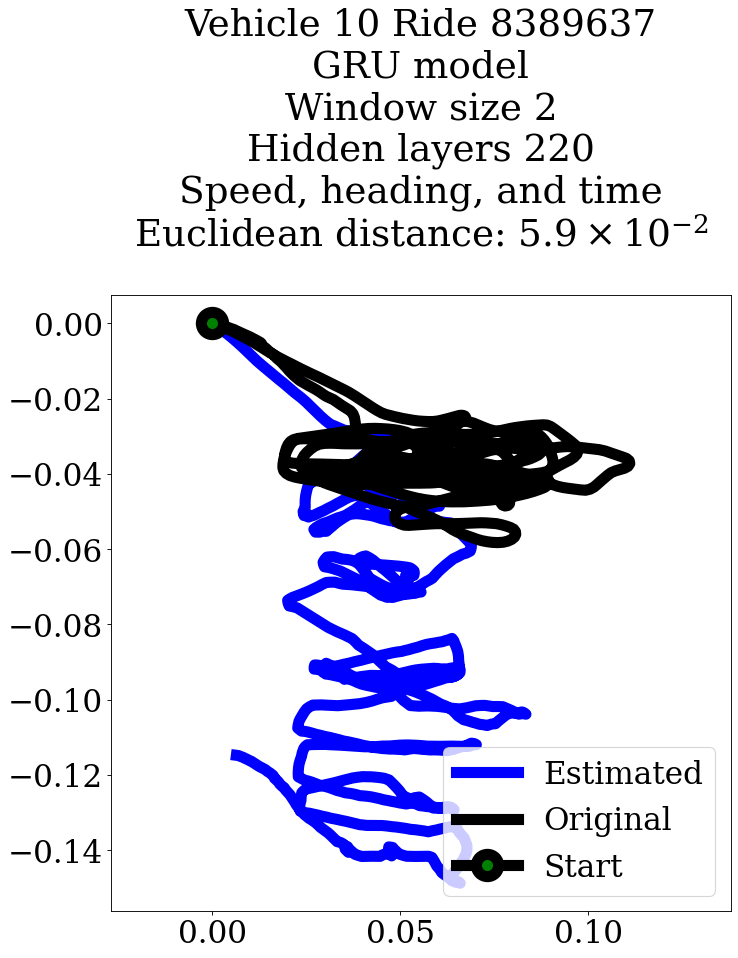 Vehicle 10 Ride 8389637
GRU model
Window size 2
Hidden layers 220
Speed, heading, and time
Euclidean distance: 5.9 × 10⁻²
0.00
−0.02
−0.04
−0.06
−0.08
−0.10
−0.12
−0.14
Estimated
Original
Start
0.00 0.05 0.10